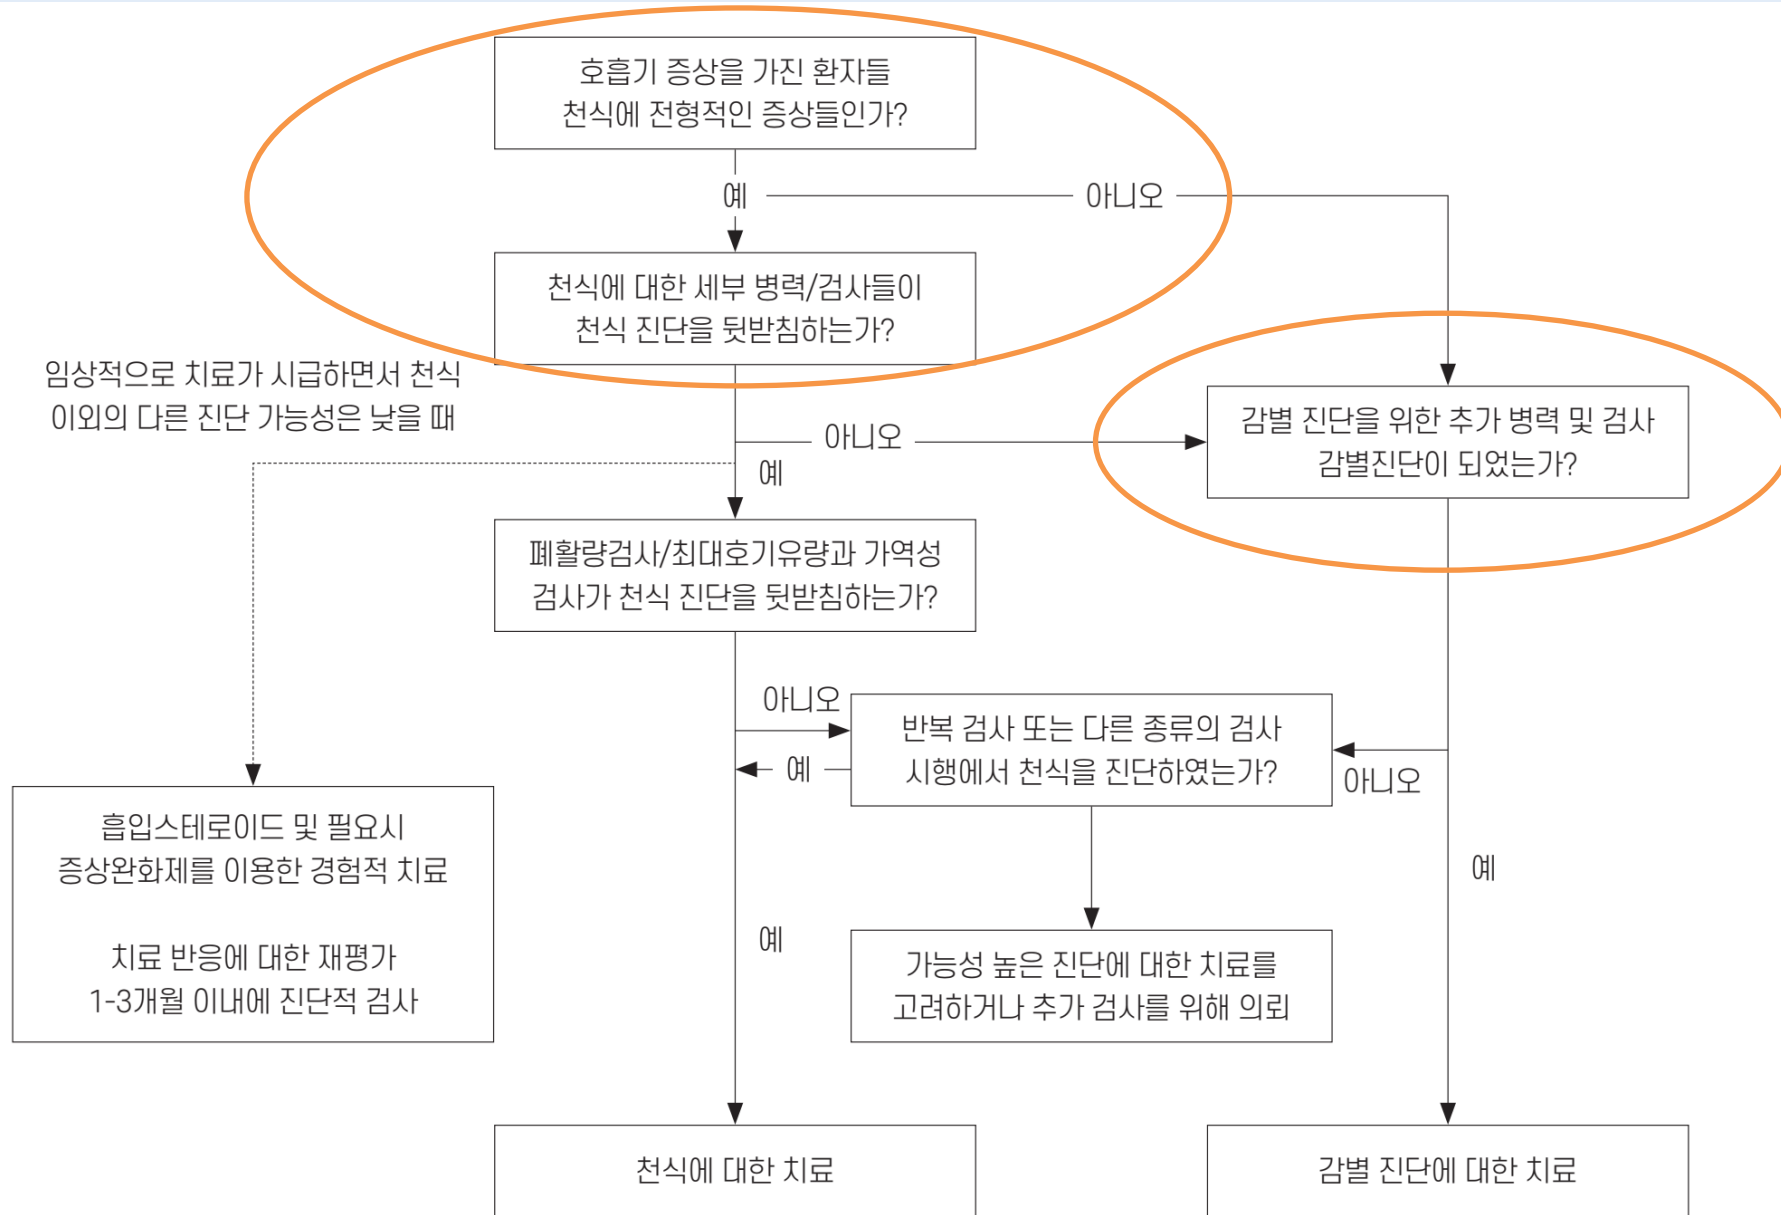 호흡기 증상을 가진 환자들
천식에 전형적인 증상들인가?
예
아니오
천식에 대한 세부 병력/검사들이
천식 진단을 뒷받침하는가?
임상적으로 치료가 시급하면서 천식
이외의 다른 진단 가능성은 낮을 때
아니오
예
감별 진단을 위한 추가 병력 및 검사
감별진단이 되었는가?
폐활량검사/최대호기유량과 가역성
검사가 천식 진단을 뒷받침하는가?
아니오
예
반복 검사 또는 다른 종류의 검사
시행에서 천식을 진단하였는가?
아니오
흡입스테로이드 및 필요시
증상완화제를 이용한 경험적 치료
치료 반응에 대한 재평가
1-3개월 이내에 진단적 검사
예
예
가능성 높은 진단에 대한 치료를
고려하거나 추가 검사를 위해 의뢰
천식에 대한 치료
감별 진단에 대한 치료